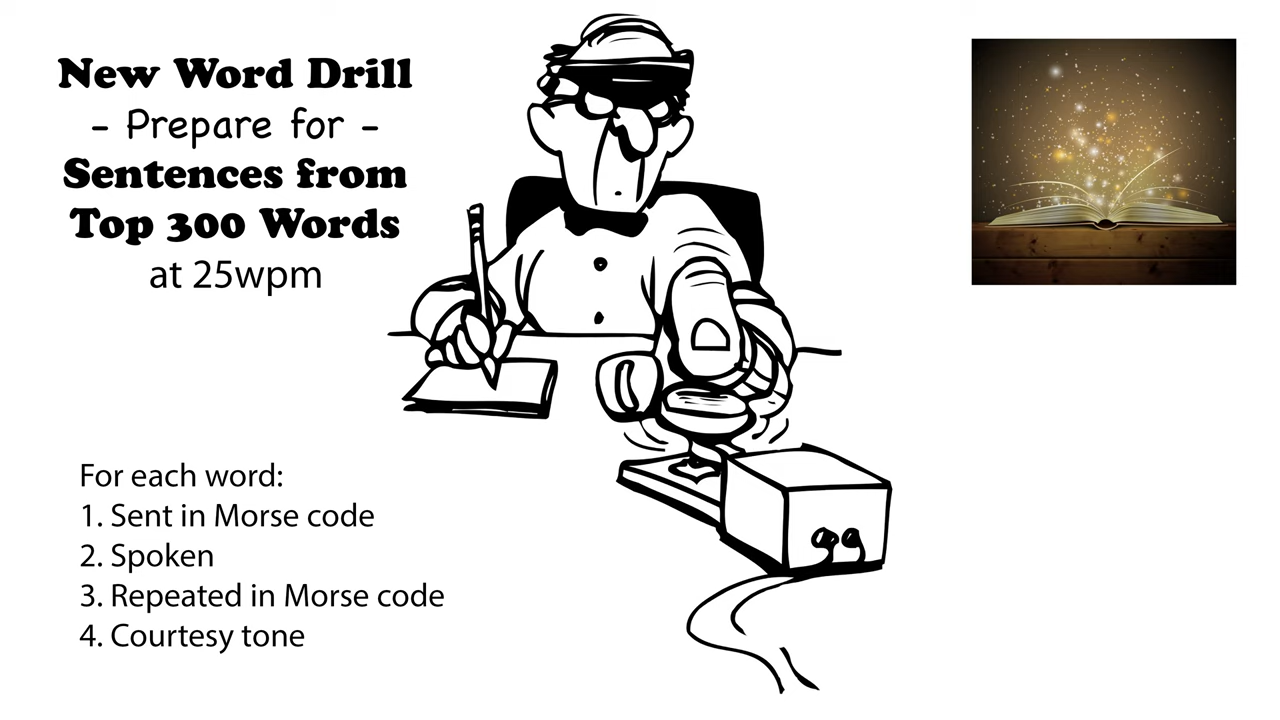 New Word Drill
- Prepare for -
Sentences from
Top 300 Words
at 25wpm
For each word:
1. Sent in Morse code
2. Spoken
3. Repeated in Morse code
4. Courtesy tone